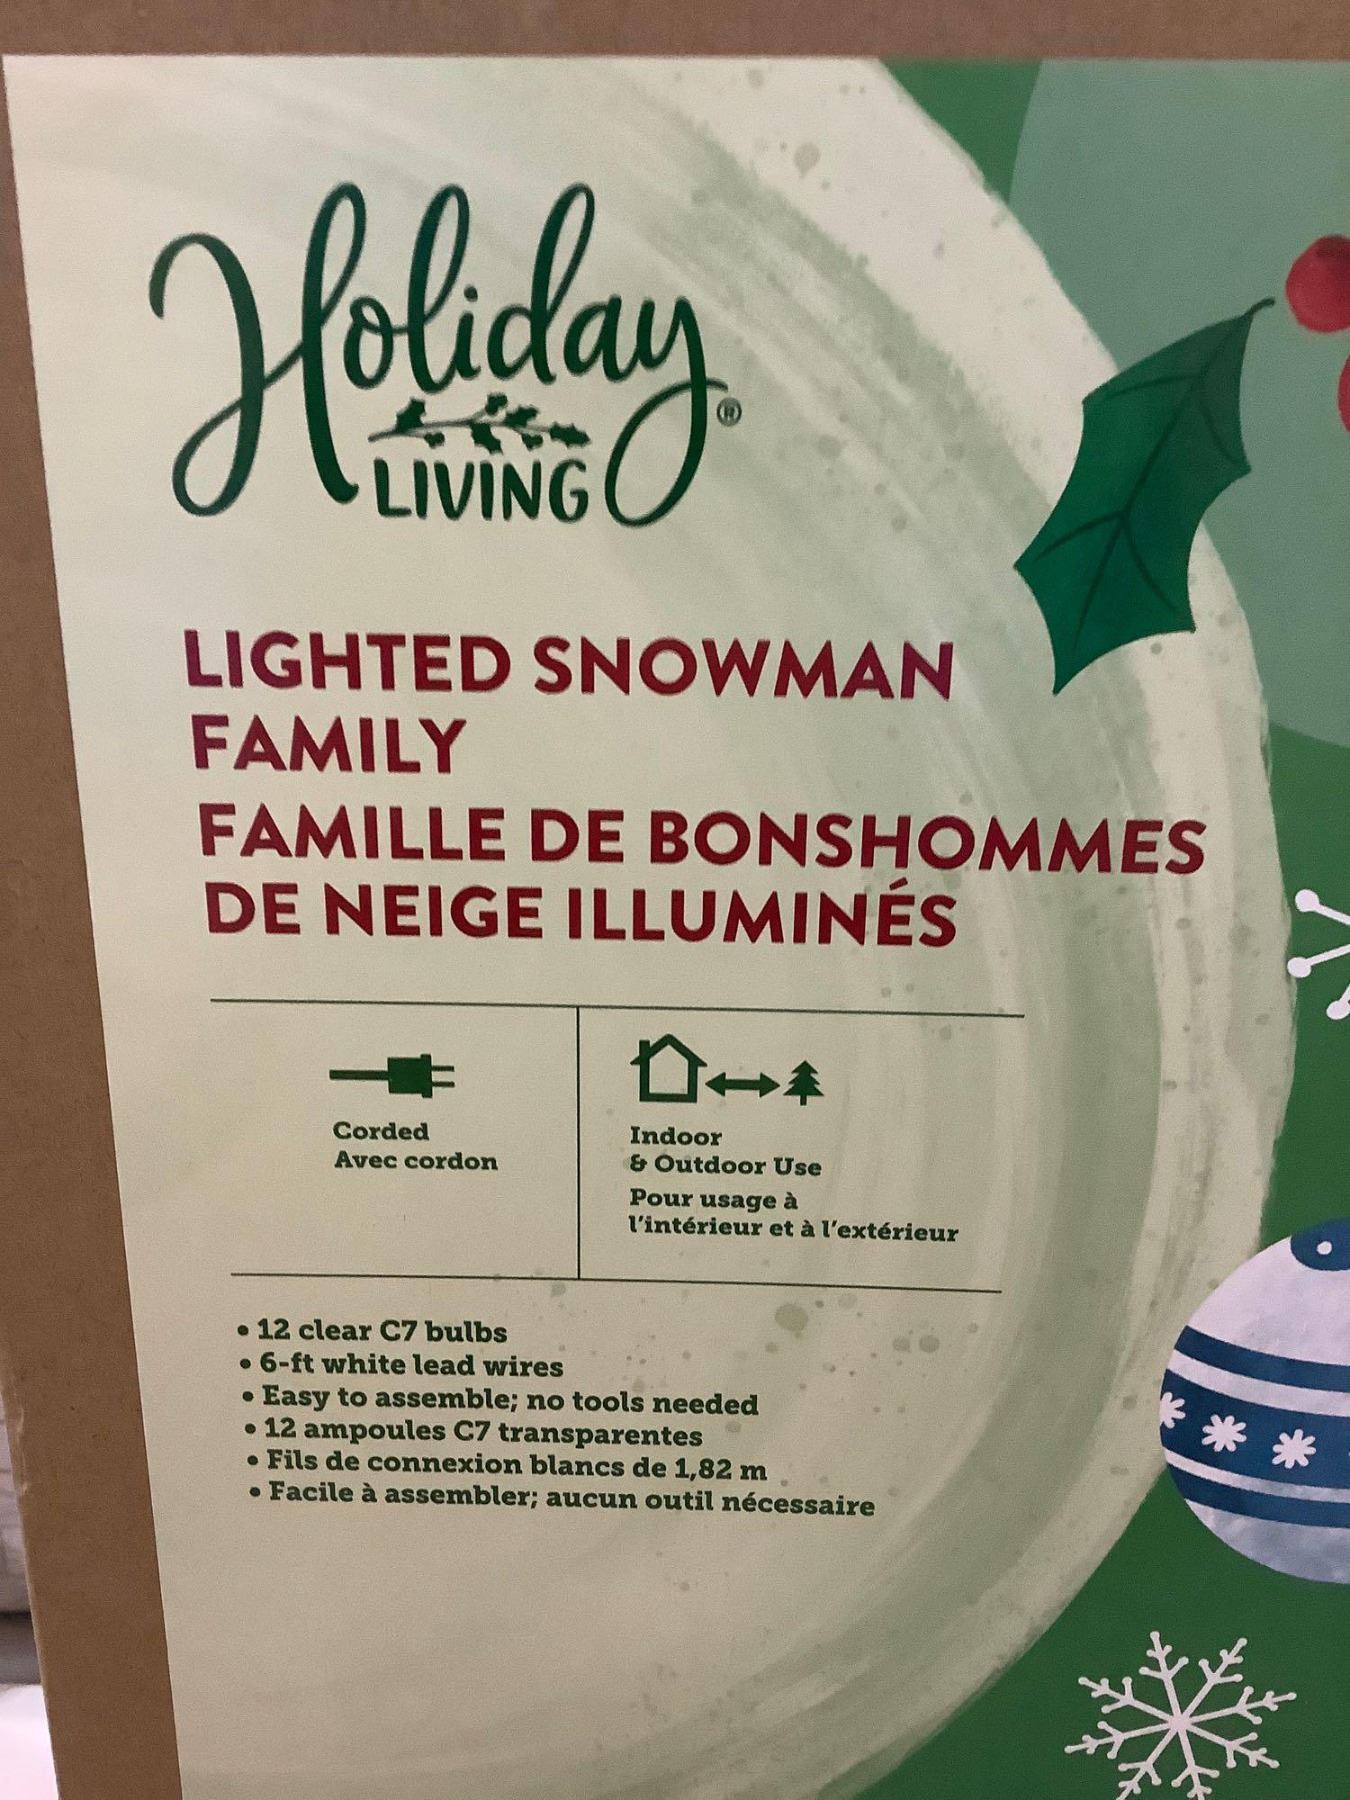 Holiday
LIVING®
LIGHTED SNOWMAN
FAMILY
FAMILLE DE BONSHOMMES
DE NEIGE ILLUMINÉS
Corded
Avec cordon
Indoor
& Outdoor Use
Pour usage à
l'intérieur et à l'extérieur
• 12 clear C7 bulbs
• 6-ft white lead wires
• Easy to assemble; no tools needed
• 12 ampoules C7 transparentes
• Fils de connexion blancs de 1,82 m
• Facile à assembler; aucun outil nécessaire